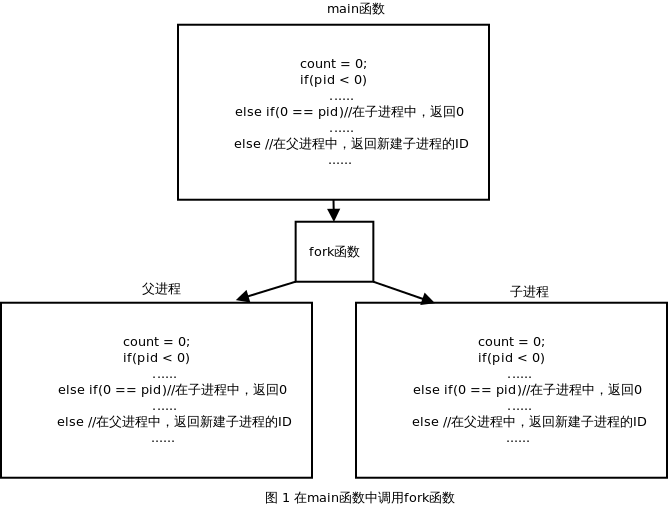 main函数
count = 0;
if(pid < 0)
......
else if(0 == pid)//在子进程中，返回0
......
else //在父进程中，返回新建子进程的ID
......
fork函数
父进程
count = 0;
if(pid < 0)
......
else if(0 == pid)//在子进程中，返回0
......
else //在父进程中，返回新建子进程的ID
......
子进程
count = 0;
if(pid < 0)
......
else if(0 == pid)//在子进程中，返回0
......
else //在父进程中，返回新建子进程的ID
......
图 1 在main函数中调用fork函数